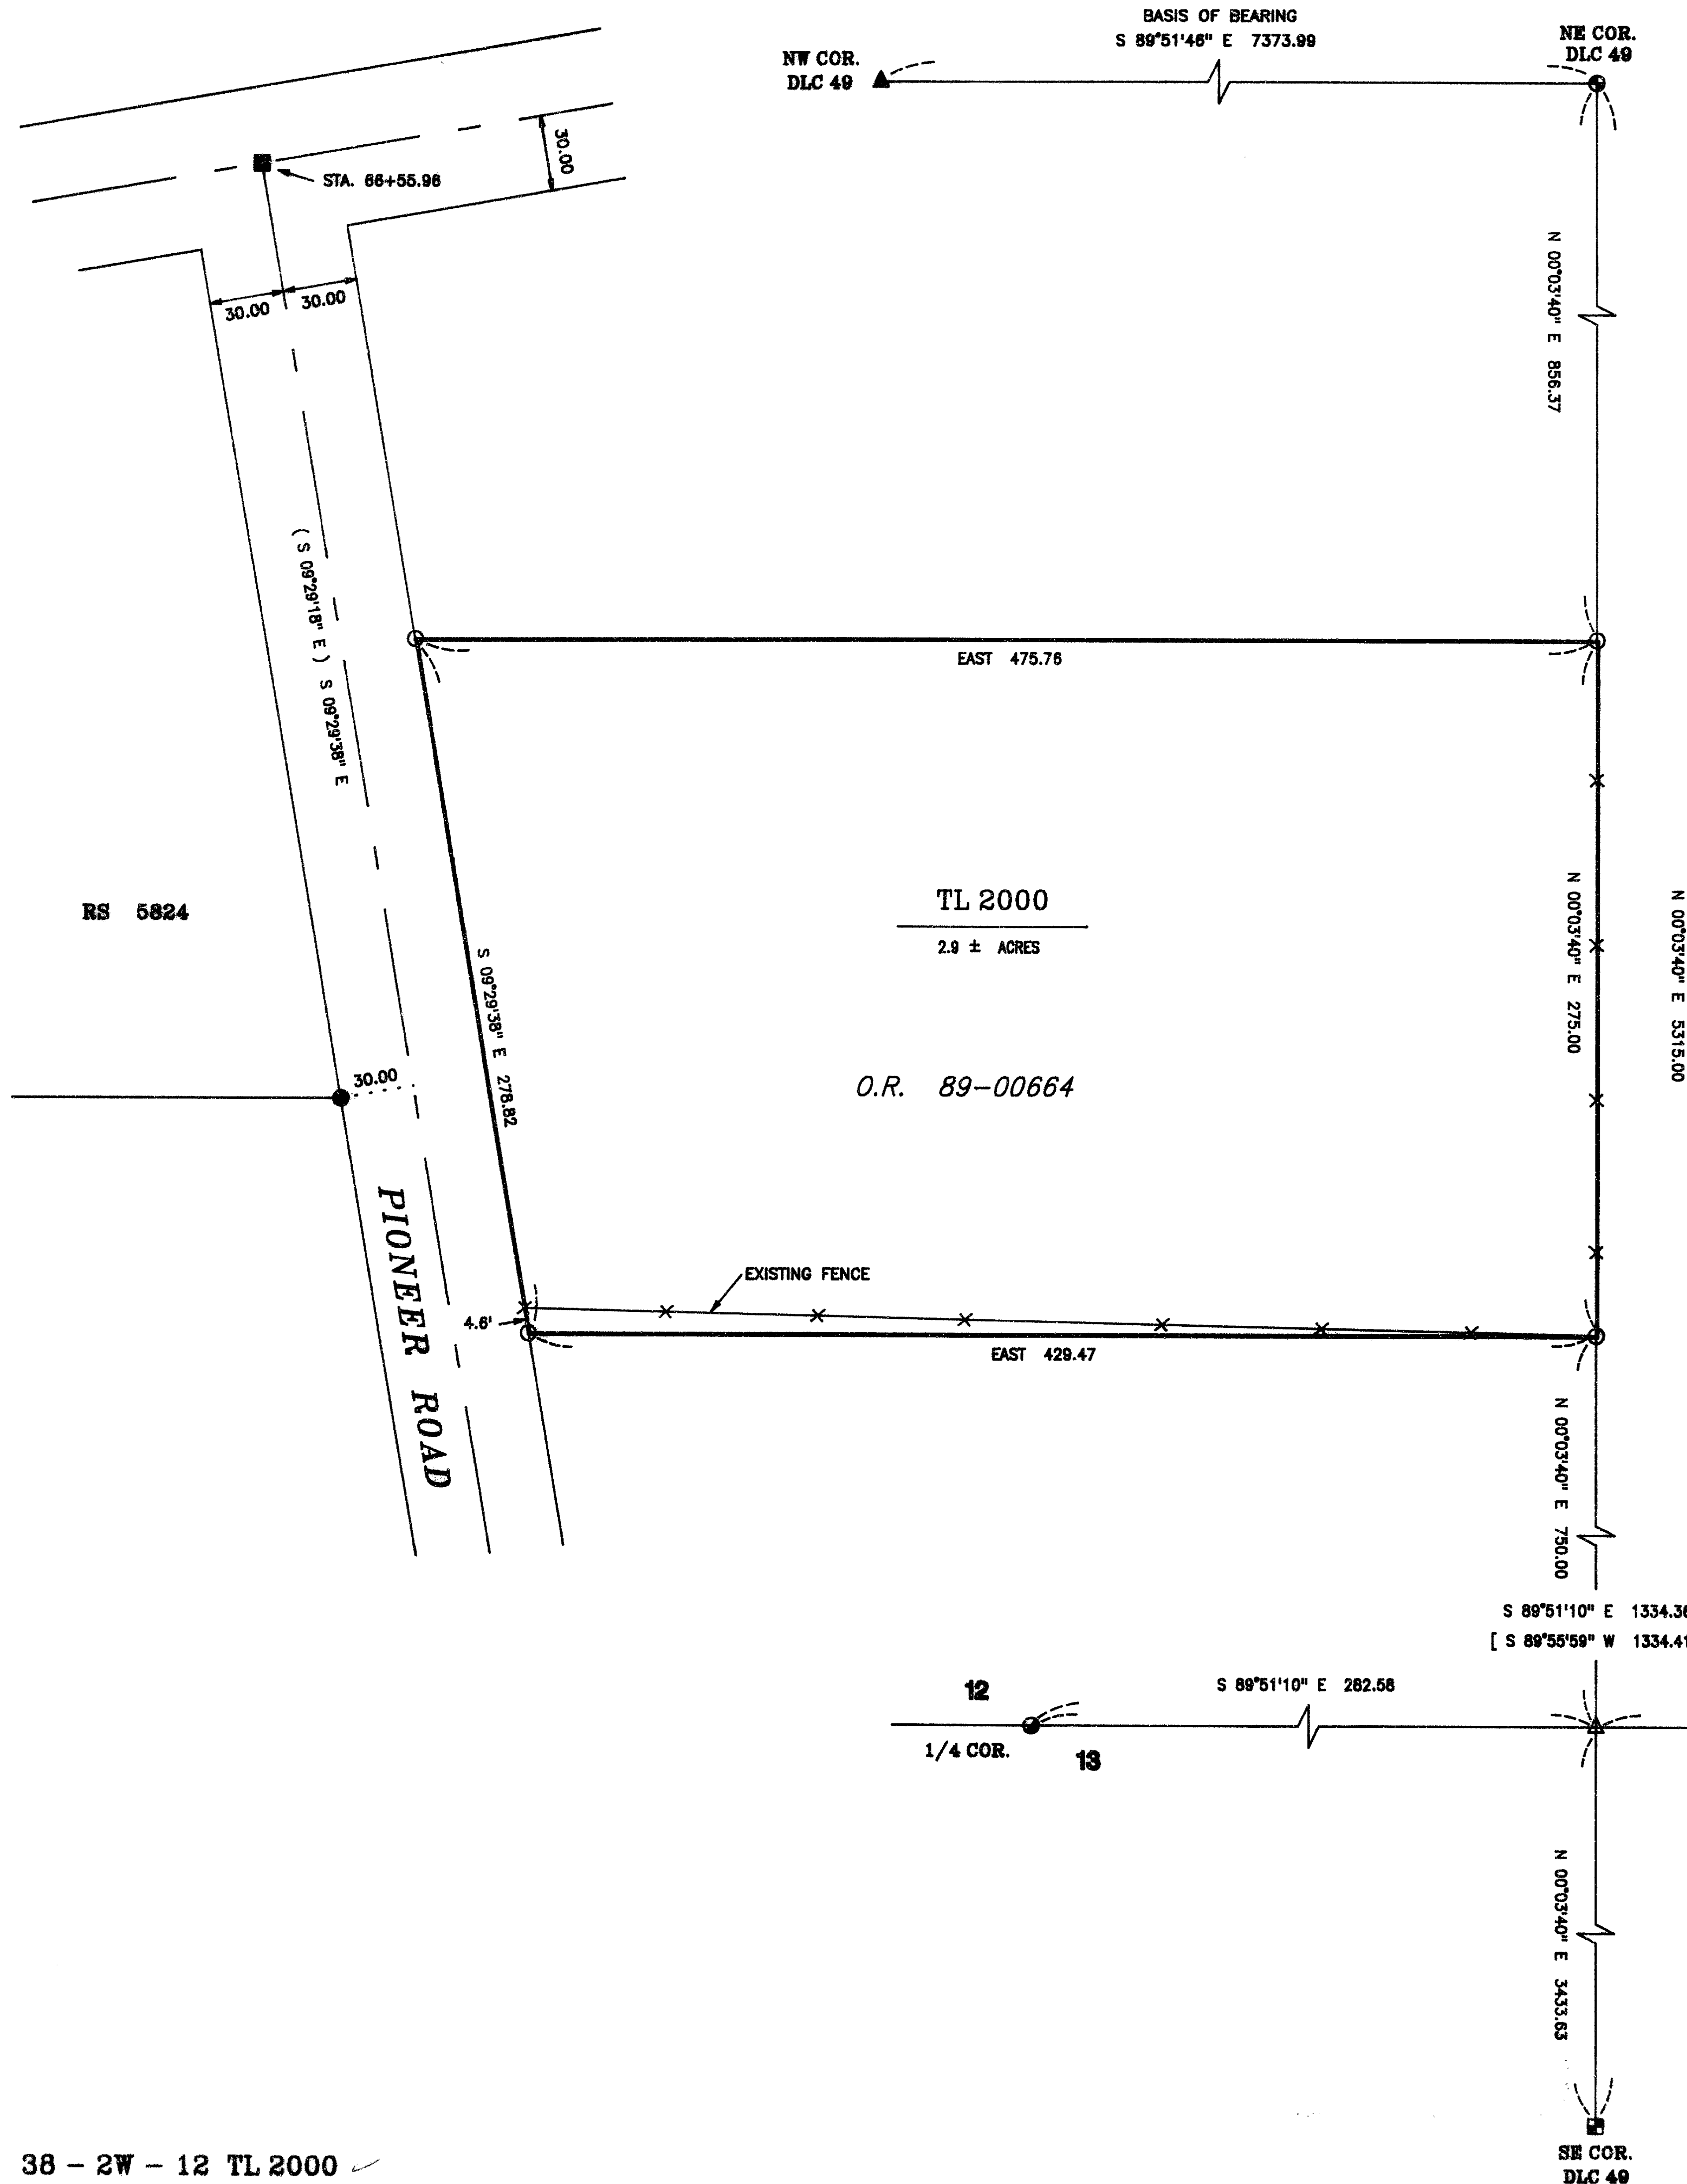 BASIS OF BEARING
S 89°51'46" E 7373.99
NW COR.
DLC 49
NE COR.
DLC 49
30.00
STA. 66+55.96
30.00
30.00
N 00°03'40" E 856.37
( S 09°29'18" E ) S 09°29'38" E
EAST 475.76
RS 5824
TL 2000
2.9 ± ACRES
N 00°03'40" E 275.00
N 00°03'40" E 5315.00
S 09°29'38" E 278.82
O.R. 89-00664
30.00
PIONEER ROAD
EXISTING FENCE
4.6'
EAST 429.47
N 00°03'40" E 750.00
S 89°51'10" E 1334.36
[ S 89°55'59" W 1334.41
S 89°51'10" E 282.58
12
1/4 COR.
13
N 00°03'40" E 3433.63
SE COR.
DLC 49
38 - 2W - 12 TL 2000